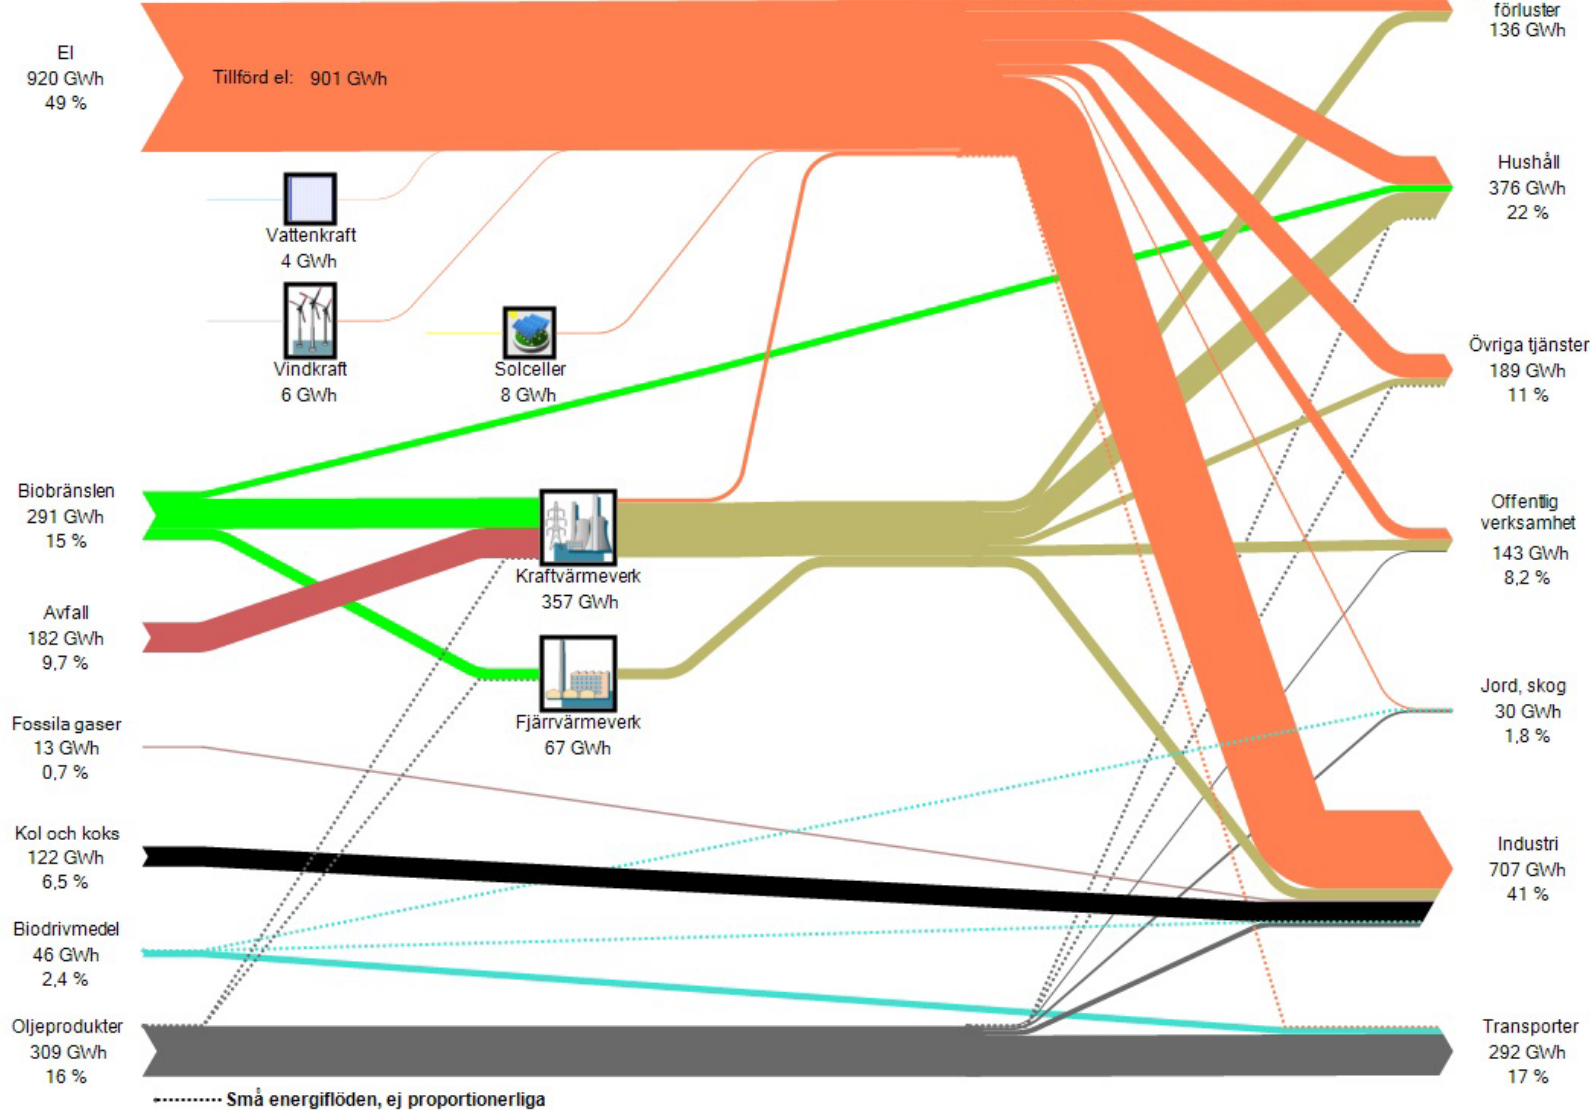 förluster
136 GWh
El
920 GWh
49 %
Tillförd el: 901 GWh
Hushåll
376 GWh
22 %
Vattenkraft
4 GWh
Vindkraft
6 GWh
Solceller
8 GWh
Övriga tjänster
189 GWh
11 %
Biobränslen
291 GWh
15 %
Offentlig
verksamhet
143 GWh
8,2 %
Kraftvärmeverk
357 GWh
Avfall
182 GWh
9,7 %
Fjärrvärmeverk
67 GWh
Jord, skog
30 GWh
1,8 %
Fossila gaser
13 GWh
0,7 %
Kol och koks
122 GWh
6,5 %
Industri
707 GWh
41 %
Biodrivmedel
46 GWh
2,4 %
Oljeprodukter
309 GWh
16 %
Transporter
292 GWh
17 %
Små energiflöden, ej proportionerliga